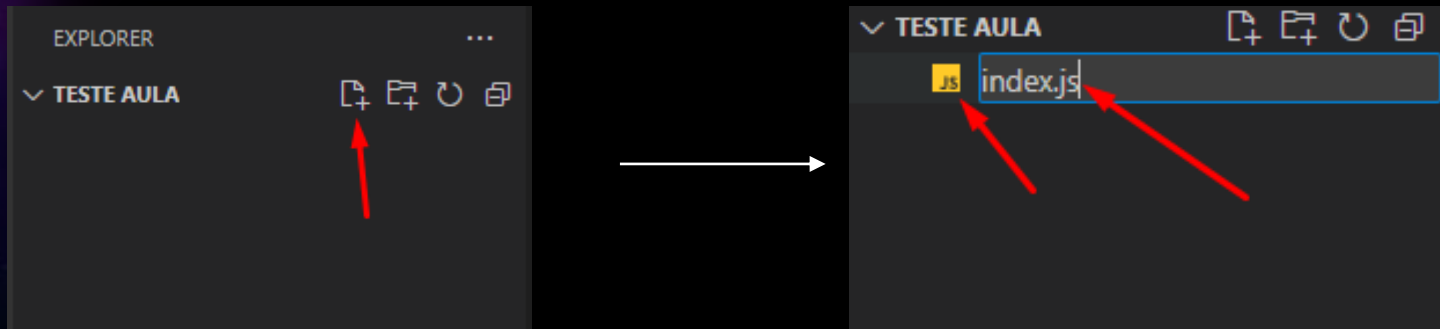 EXPLORER
TESTE AULA
TESTE AULA
JS
index.js